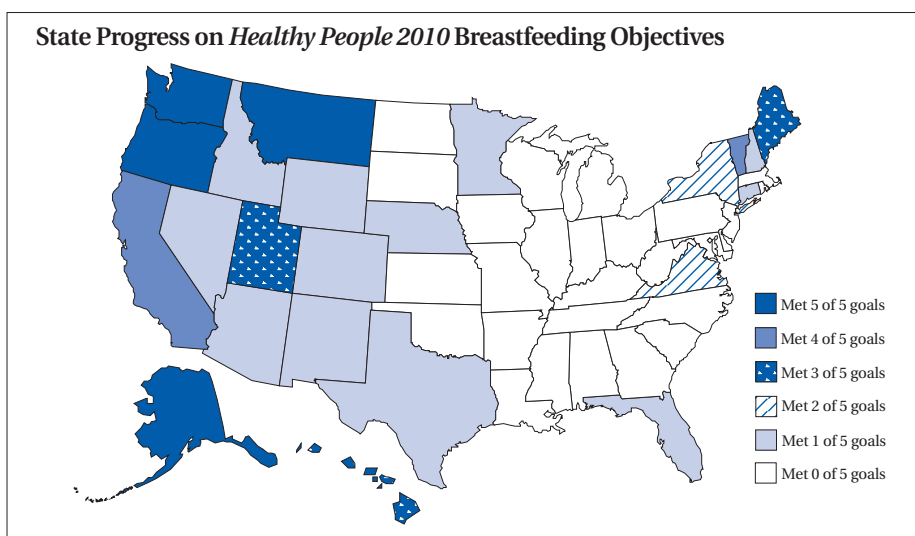 State Progress on Healthy People 2010 Breastfeeding Objectives
Met 5 of 5 goals
Met 4 of 5 goals
Met 3 of 5 goals
Met 2 of 5 goals
Met 1 of 5 goals
Met 0 of 5 goals